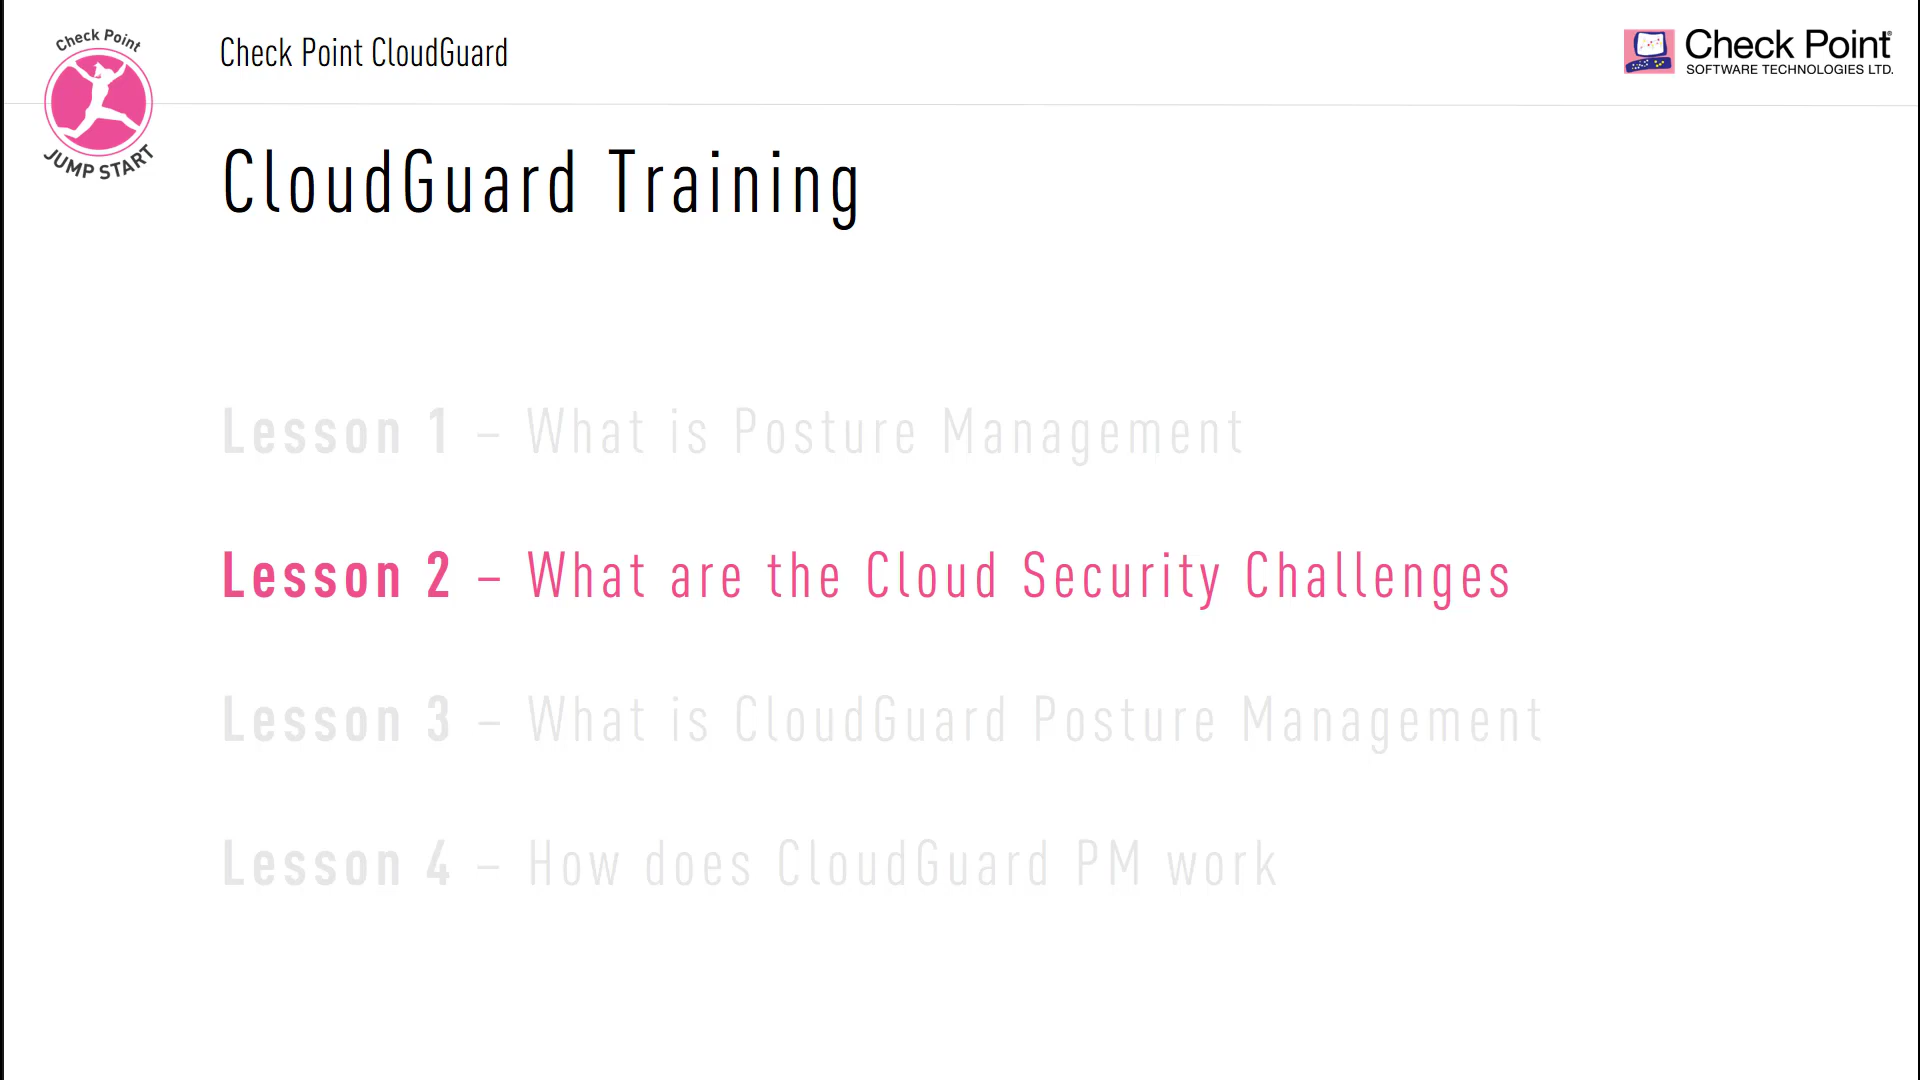 Check Point
JUMP START
Check Point CloudGuard
Check Point®
SOFTWARE TECHNOLOGIES LTD.
CloudGuard Training
Lesson 1 – What is Posture Management
Lesson 2 – What are the Cloud Security Challenges
Lesson 3 – What is CloudGuard Posture Management
Lesson 4 – How does CloudGuard PM work